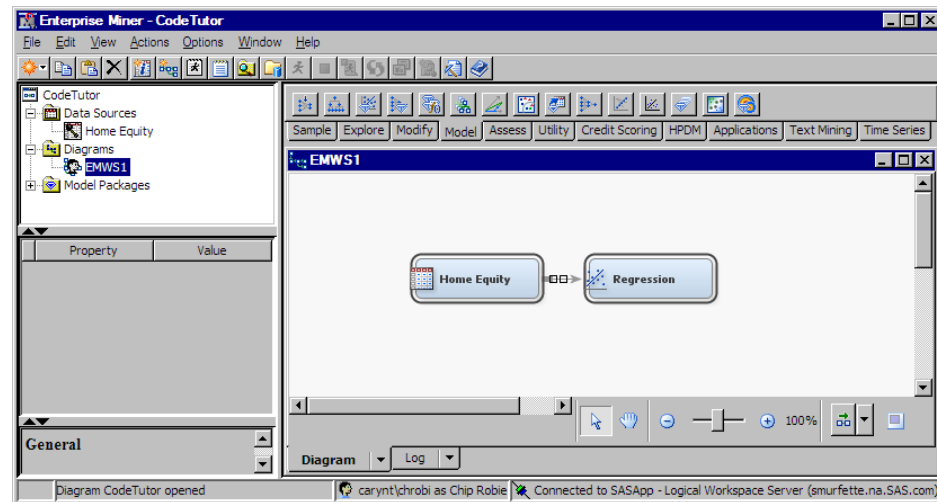 Enterprise Miner - CodeTutor
File Edit View Actions Options Window Help
CodeTutor
Data Sources
Home Equity
Diagrams
EMWS1
Model Packages
Property Value
General
Sample Explore Modify Model Assess Utility Credit Scoring HPDM Applications Text Mining Time Series
EMWS1
Home Equity
Regression
100%
Diagram Log
Diagram CodeTutor opened
carynt\chrobi as Chip Robie
Connected to SASApp - Logical Workspace Server (smurfette.na.SAS.com)